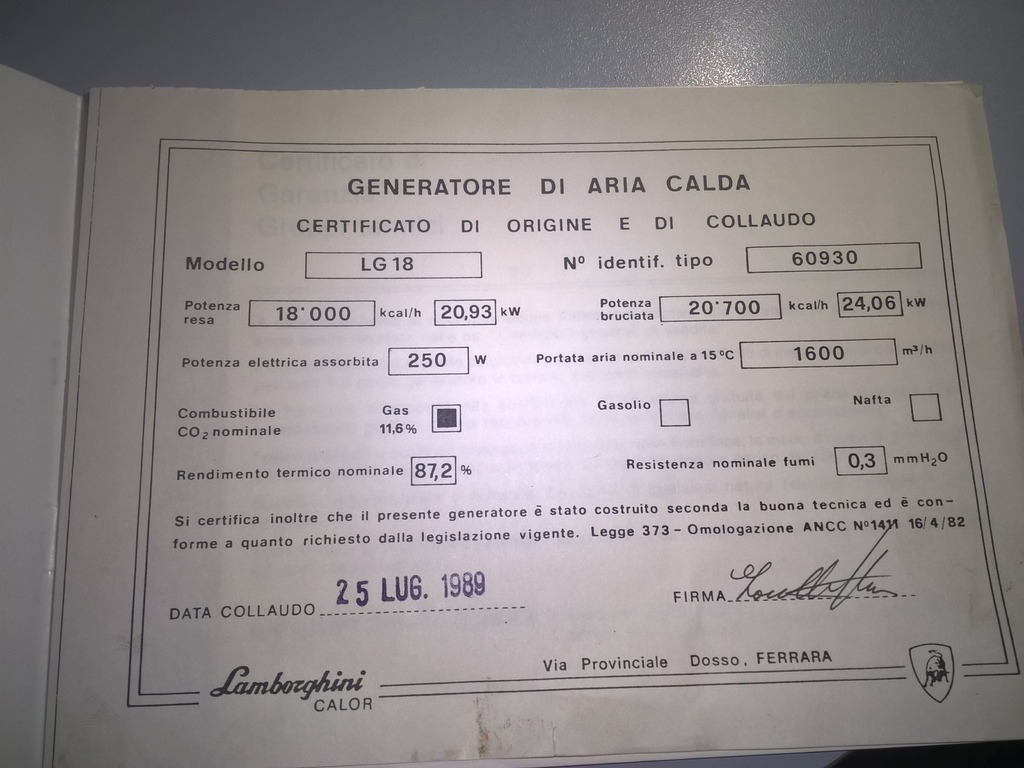 GENERATORE DI ARIA CALDA
CERTIFICATO DI ORIGINE E DI COLLAUDO
Modello LG 18 Nº identif. tipo 60930
Potenza resa 18·000 kcal/h 20,93 kW Potenza bruciata 20·700 kcal/h 24,06 kW
Potenza elettrica assorbita 250 W Portata aria nominale a 15ºC 1600 m³/h
Combustibile Gas ■ Gasolio □ Nafta □
CO₂ nominale 11,6%
Rendimento termico nominale 87,2 % Resistenza nominale fumi 0,3 mmH₂O
Si certifica inoltre che il presente generatore è stato costruito seconda la buona tecnica ed è con-
forme a quanto richiesto dalla legislazione vigente. Legge 373 - Omologazione ANCC Nº1411 16/4/82
DATA COLLAUDO 25 LUG. 1989 FIRMA
Via Provinciale Dosso, FERRARA
Lamborghini
CALOR